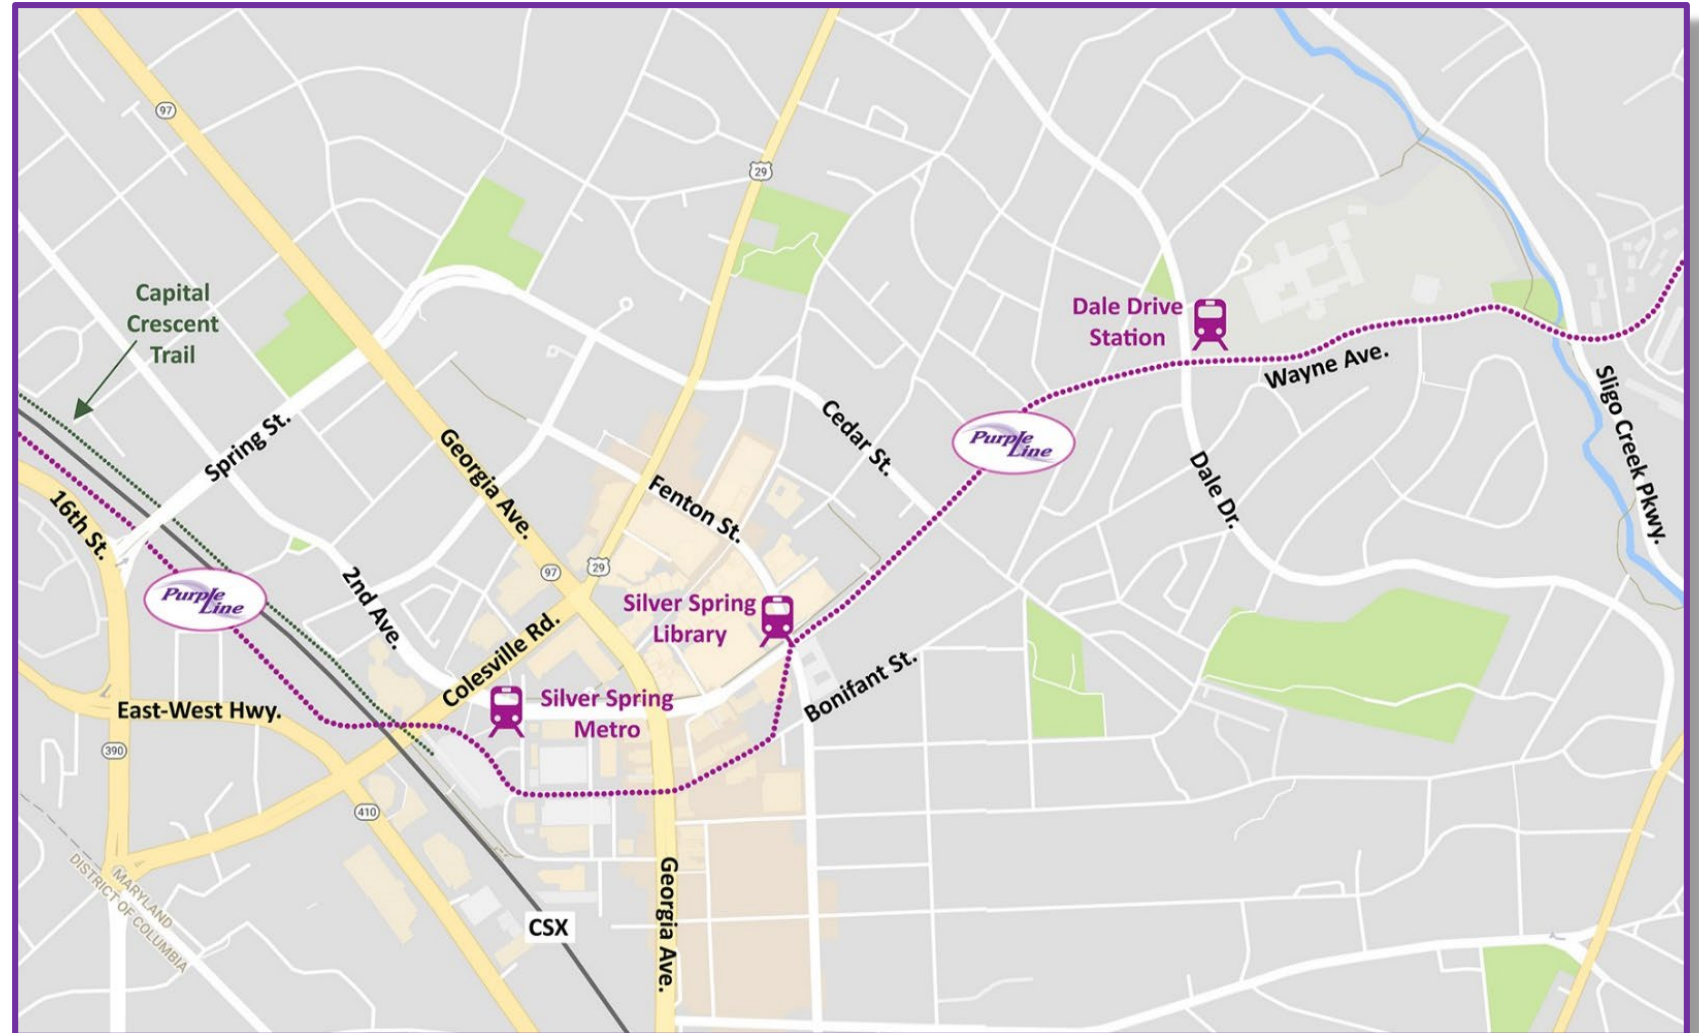 97
29
Capital
Crescent
Trail
Dale Drive
Station
Wayne Ave.
Sligo Creek Pkwy.
Spring St.
Georgia Ave.
Cedar St.
Purple
Line
Dale Dr.
16th St.
Fenton St.
97
29
2nd Ave.
Purple
Line
Silver Spring
Library
Colesville Rd.
Bonifant St.
East-West Hwy.
Silver Spring
Metro
390
410
MARYLAND
DISTRICT OF COLUMBIA
CSX
Georgia Ave.